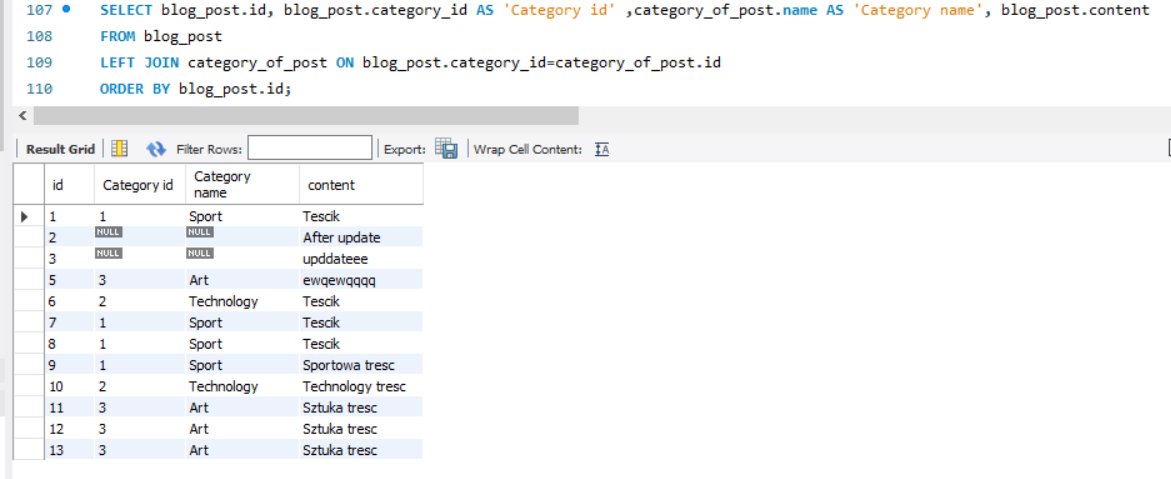 107 SELECT blog_post.id, blog_post.category_id AS 'Category id' ,category_of_post.name AS 'Category name', blog_post.content
108 FROM blog_post
109 LEFT JOIN category_of_post ON blog_post.category_id=category_of_post.id
110 ORDER BY blog_post.id;
Result Grid Filter Rows: Export: Wrap Cell Content: IA
id Category id Category name content
1 1 Sport Tescik
2 NULL NULL After update
3 NULL NULL upddateee
5 3 Art ewqewqqqq
6 2 Technology Tescik
7 1 Sport Tescik
8 1 Sport Tescik
9 1 Sport Sportowa tresc
10 2 Technology Technology tresc
11 3 Art Sztuka tresc
12 3 Art Sztuka tresc
13 3 Art Sztuka tresc